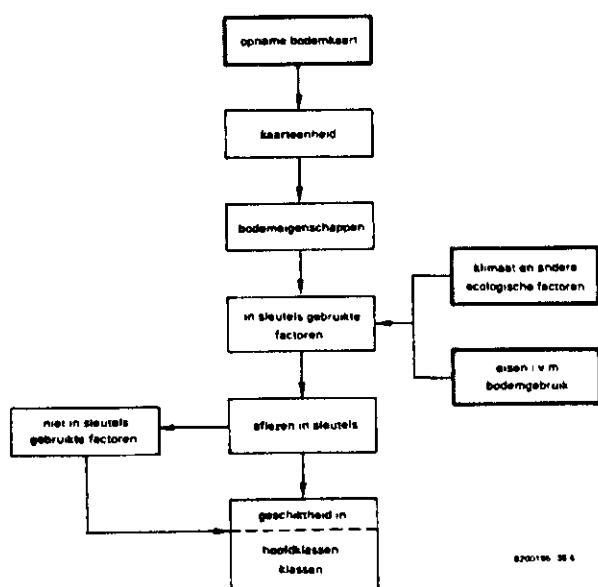 opname bodemkaart
kaarteenheid
bodemeigenschappen
klimaat en andere
ecologische factoren
in sleutels gebruikte
factoren
eisen i.v.m
bodemgebruik
niet in sleutels
gebruikte factoren
aflezen in sleutels
geschiktheid in
hoofdklassen
klassen